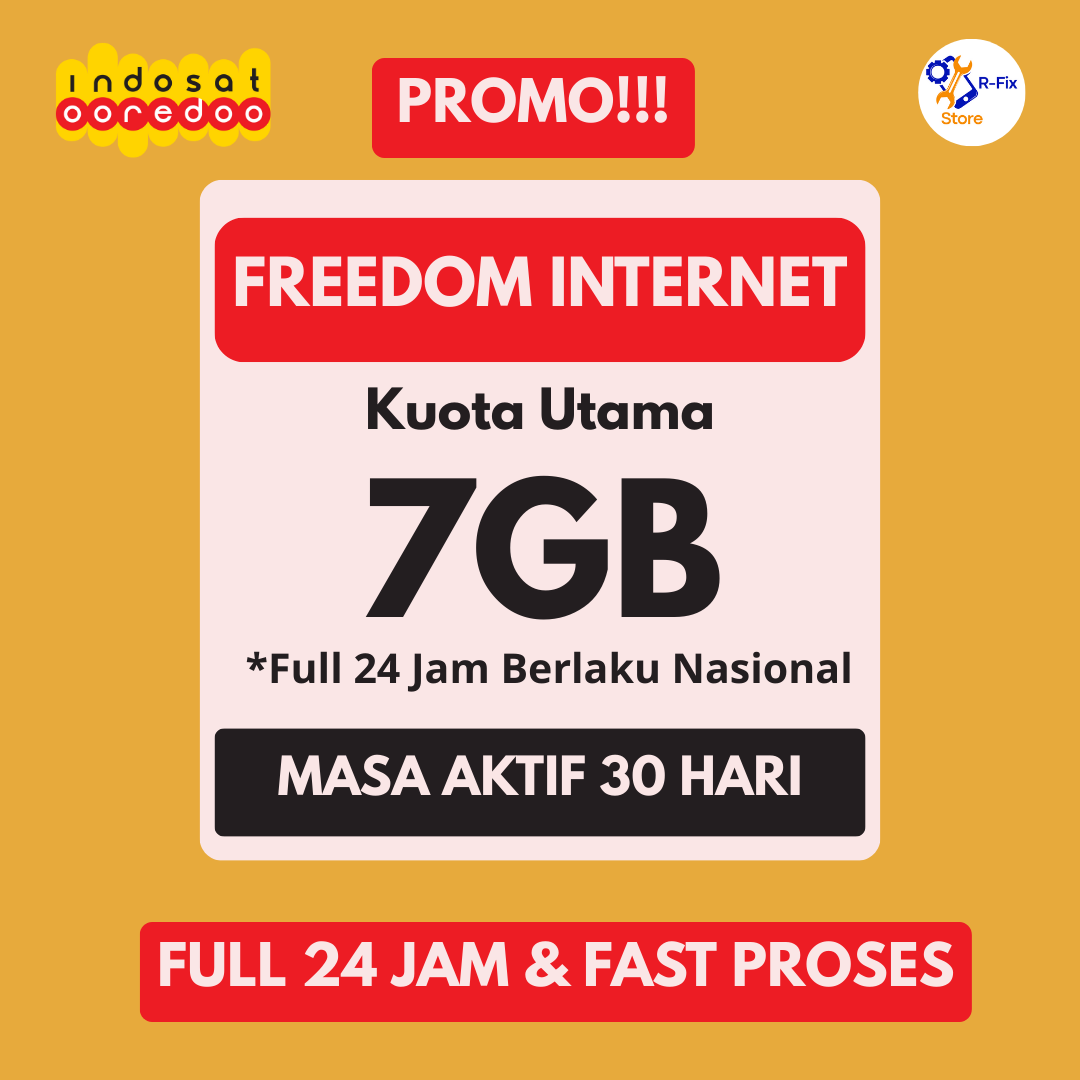 indosat
ooredoo
PROMO!!!
R-Fix
Store
FREEDOM INTERNET
Kuota Utama
7GB
*Full 24 Jam Berlaku Nasional
MASA AKTIF 30 HARI
FULL 24 JAM & FAST PROSES